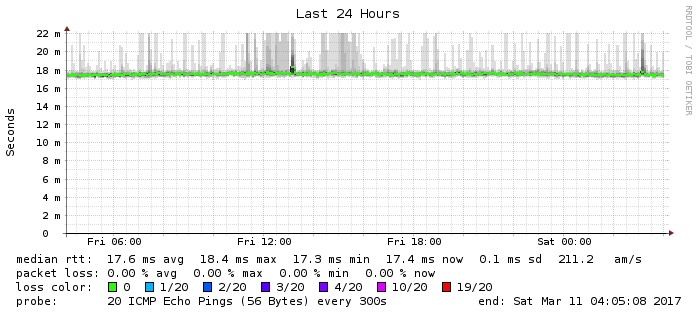 Last 24 Hours
RRDTOOL / TOBI OETIKER
Seconds
22 m
20 m
18 m
16 m
14 m
12 m
10 m
8 m
6 m
4 m
2 m
0
Fri 06:00 Fri 12:00 Fri 18:00 Sat 00:00
median rtt: 17.6 ms avg 18.4 ms max 17.3 ms min 17.4 ms now 0.1 ms sd 211.2 am/s
packet loss: 0.00 % avg 0.00 % max 0.00 % min 0.00 % now
loss color: 0 1/20 2/20 3/20 4/20 10/20 19/20
probe: 20 ICMP Echo Pings (56 Bytes) every 300s end: Sat Mar 11 04:05:08 2017